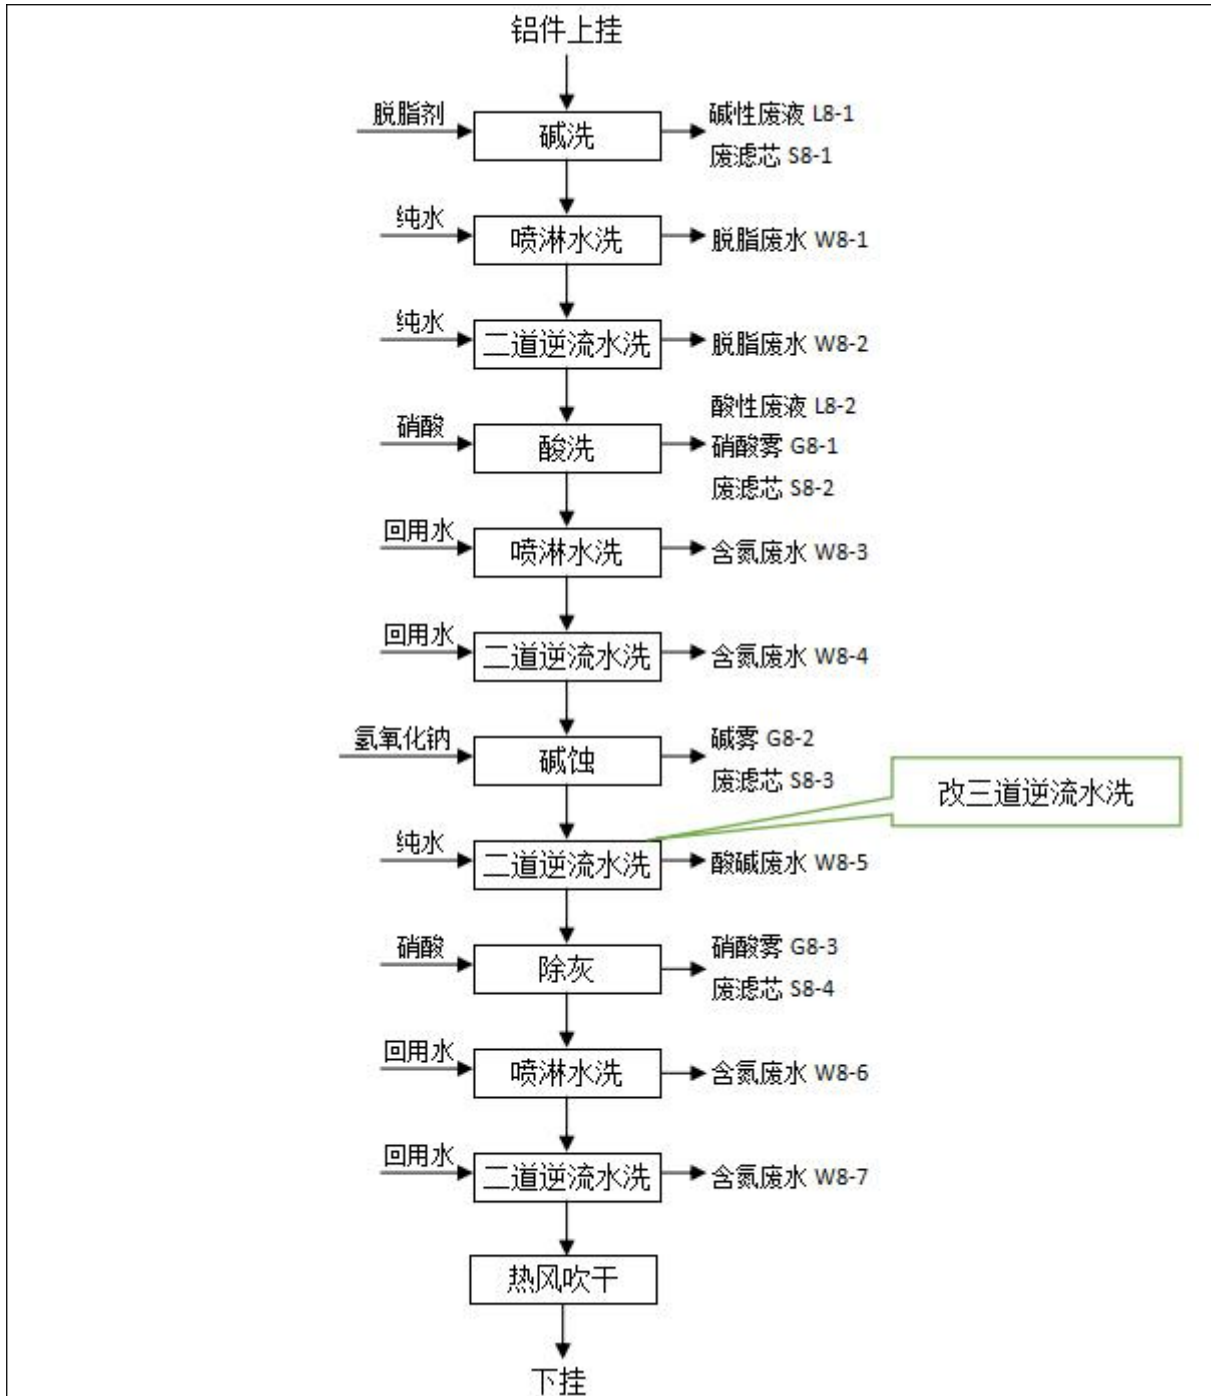 铝件上挂
脱脂剂
碱洗
碱性废液 L8-1
废滤芯 S8-1
纯水
喷淋水洗
脱脂废水 W8-1
纯水
二道逆流水洗
脱脂废水 W8-2
硝酸
酸洗
酸性废液 L8-2
硝酸雾 G8-1
废滤芯 S8-2
回用水
喷淋水洗
含氮废水 W8-3
回用水
二道逆流水洗
含氮废水 W8-4
氢氧化钠
碱蚀
碱雾 G8-2
废滤芯 S8-3
改三道逆流水洗
纯水
二道逆流水洗
酸碱废水 W8-5
硝酸
除灰
硝酸雾 G8-3
废滤芯 S8-4
回用水
喷淋水洗
含氮废水 W8-6
回用水
二道逆流水洗
含氮废水 W8-7
热风吹干
下挂